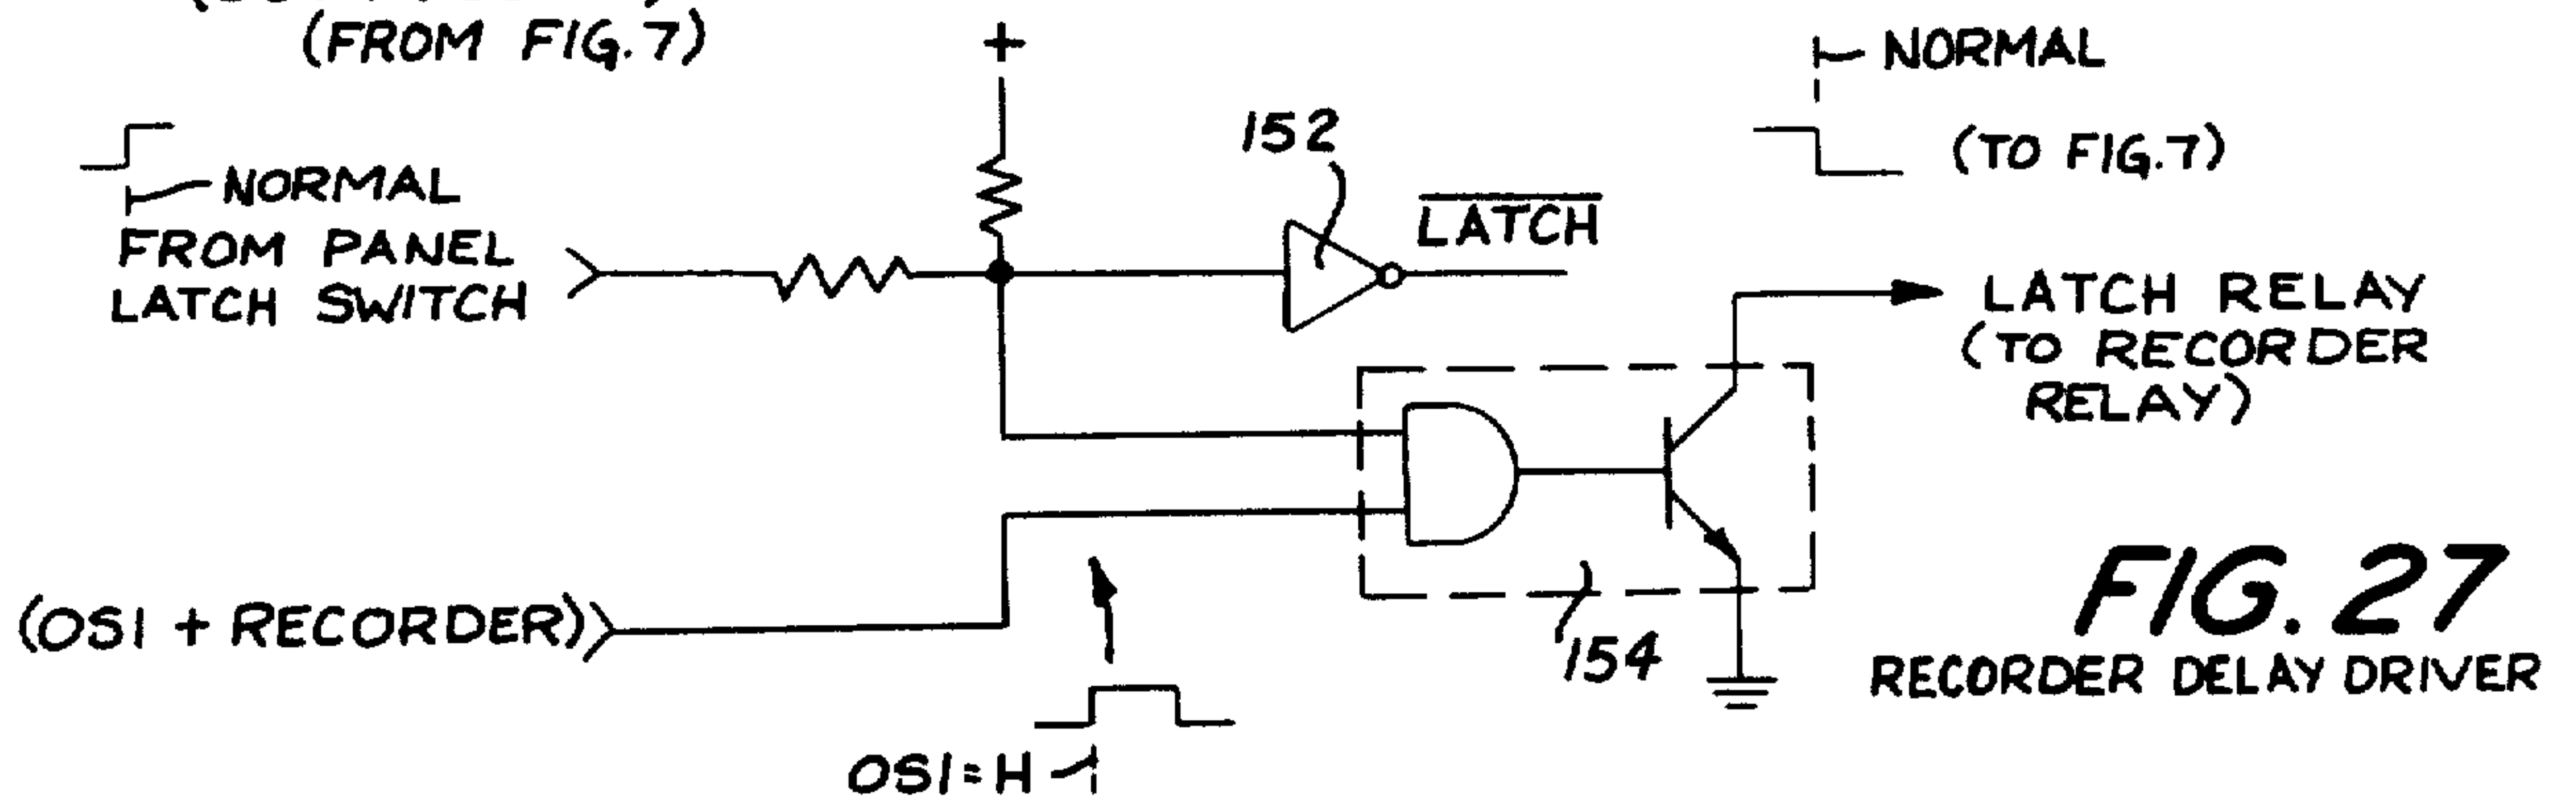 (FROM FIG. 7)
+
NORMAL
152
(TO FIG. 7)
NORMAL
FROM PANEL
LATCH SWITCH
LATCH
LATCH RELAY
(TO RECORDER
RELAY)
(OS1 + RECORDER)
154
OS1=H
FIG. 27
RECORDER DELAY DRIVER